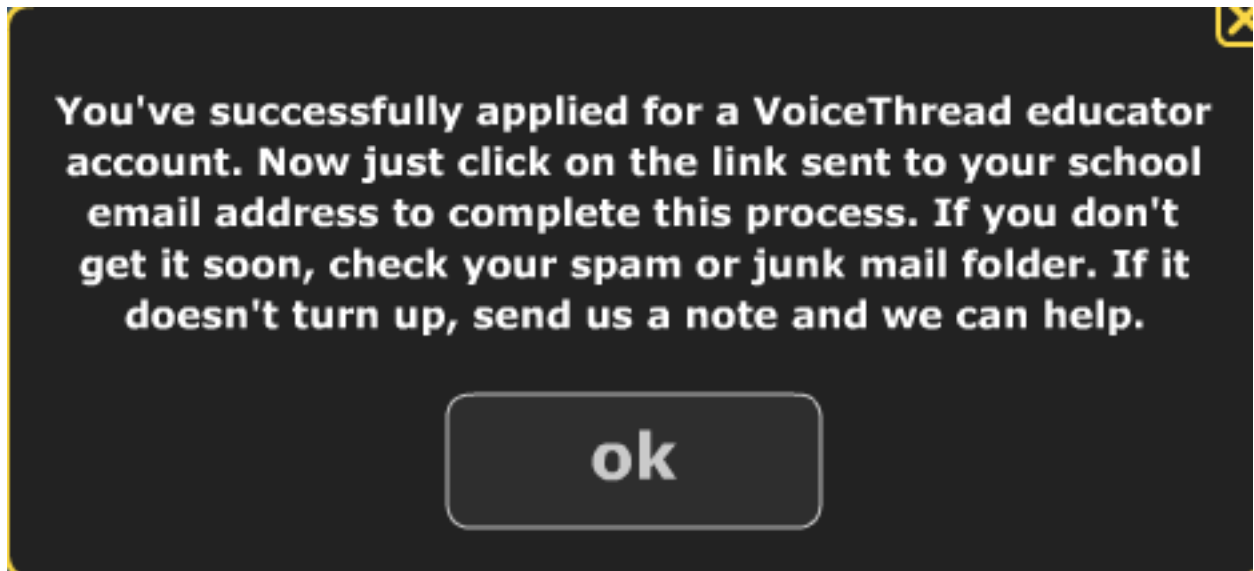 You've successfully applied for a VoiceThread educator
account. Now just click on the link sent to your school
email address to complete this process. If you don't
get it soon, check your spam or junk mail folder. If it
doesn't turn up, send us a note and we can help.
ok